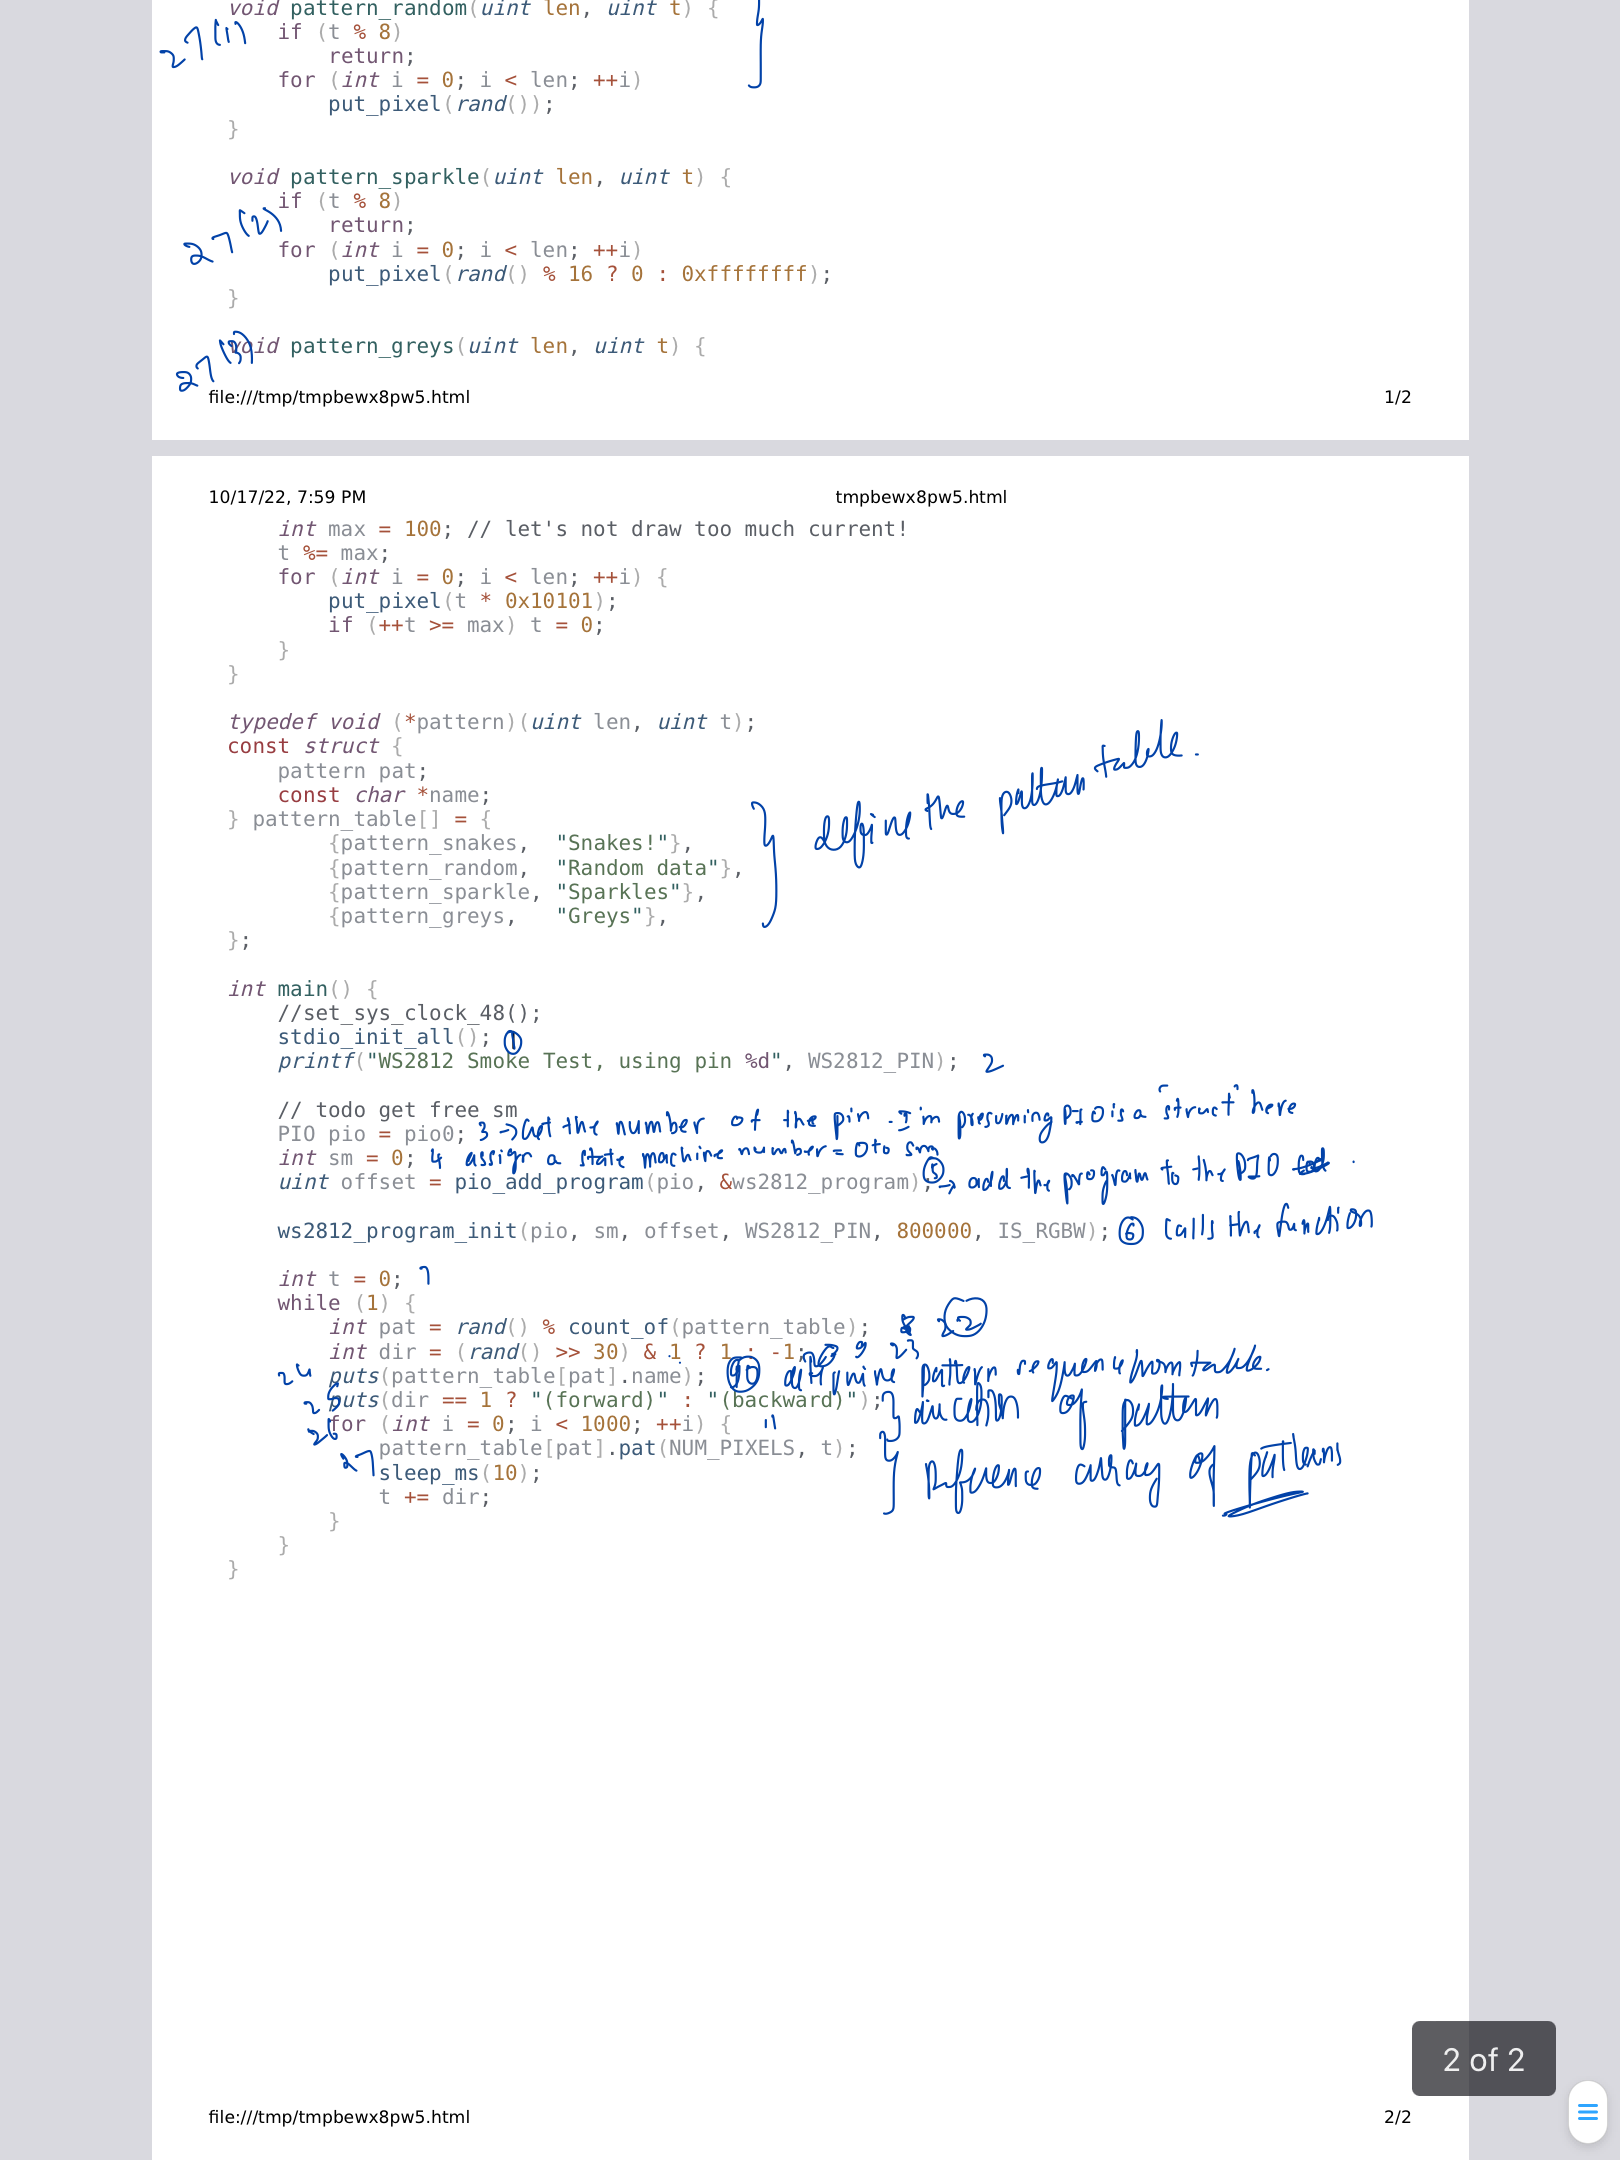 void pattern_random(uint len, uint t) {
27(1) if (t % 8)
return;
for (int i = 0; i < len; ++i)
put_pixel(rand());
}
void pattern_sparkle(uint len, uint t) {
if (t % 8)
27(2) return;
for (int i = 0; i < len; ++i)
put_pixel(rand() % 16 ? 0 : 0xffffffff);
}
27(3) void pattern_greys(uint len, uint t) {
file:///tmp/tmpbewx8pw5.html 1/2
10/17/22, 7:59 PM tmpbewx8pw5.html
int max = 100; // let's not draw too much current!
t %= max;
for (int i = 0; i < len; ++i) {
put_pixel(t * 0x10101);
if (++t >= max) t = 0;
}
}
typedef void (*pattern)(uint len, uint t);
const struct {
pattern pat;
const char *name;
} pattern_table[] = {
{pattern_snakes, "Snakes!"},
define the pattern table.
{pattern_random, "Random data"},
{pattern_sparkle, "Sparkles"},
{pattern_greys, "Greys"},
};
int main() {
//set_sys_clock_48();
stdio_init_all(); 1
printf("WS2812 Smoke Test, using pin %d", WS2812_PIN); 2
// todo get free sm
PIO pio = pio0; 3 → Get the number of the pin . I'm presuming PIO is a "struct" here
int sm = 0; 4 assign a state machine number = 0 to sm
uint offset = pio_add_program(pio, &ws2812_program); 5 → add the program to the PIO
ws2812_program_init(pio, sm, offset, WS2812_PIN, 800000, IS_RGBW); 6 calls the function
int t = 0; 7
while (1) {
int pat = rand() % count_of(pattern_table); 8 22
int dir = (rand() >> 30) & 1 ? 1 : -1; 9 23
24 puts(pattern_table[pat].name); 10 determine pattern sequence from table.
25 puts(dir == 1 ? "(forward)" : "(backward)"); direction of pattern
26 for (int i = 0; i < 1000; ++i) { 11
27 pattern_table[pat].pat(NUM_PIXELS, t);
sleep_ms(10); Reference array of patterns
t += dir;
}
}
}
file:///tmp/tmpbewx8pw5.html 2/2
2 of 2